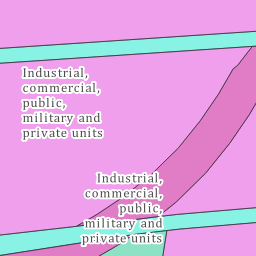 Industrial,
commercial,
public,
military and
private units
Industrial,
commercial,
public,
military and
private units